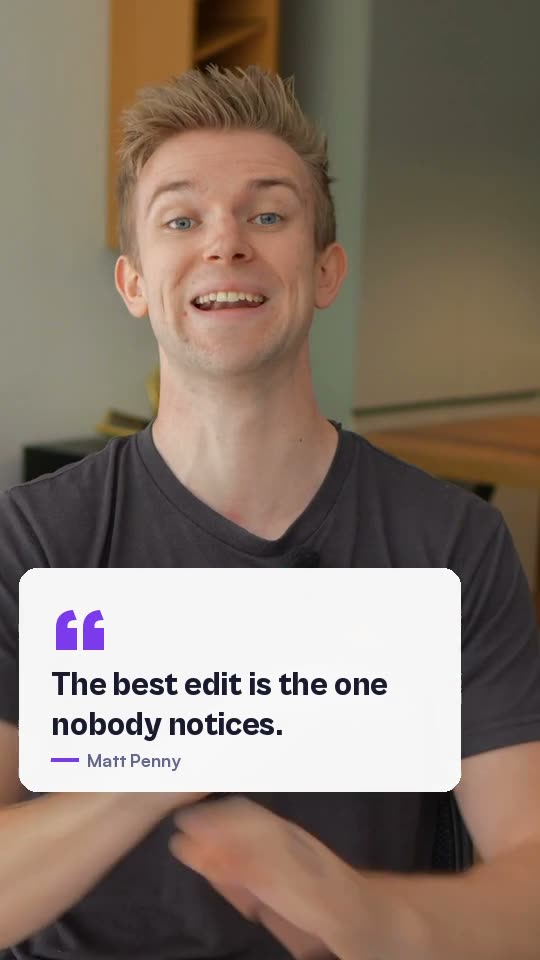 The best edit is the one
nobody notices.
Matt Penny